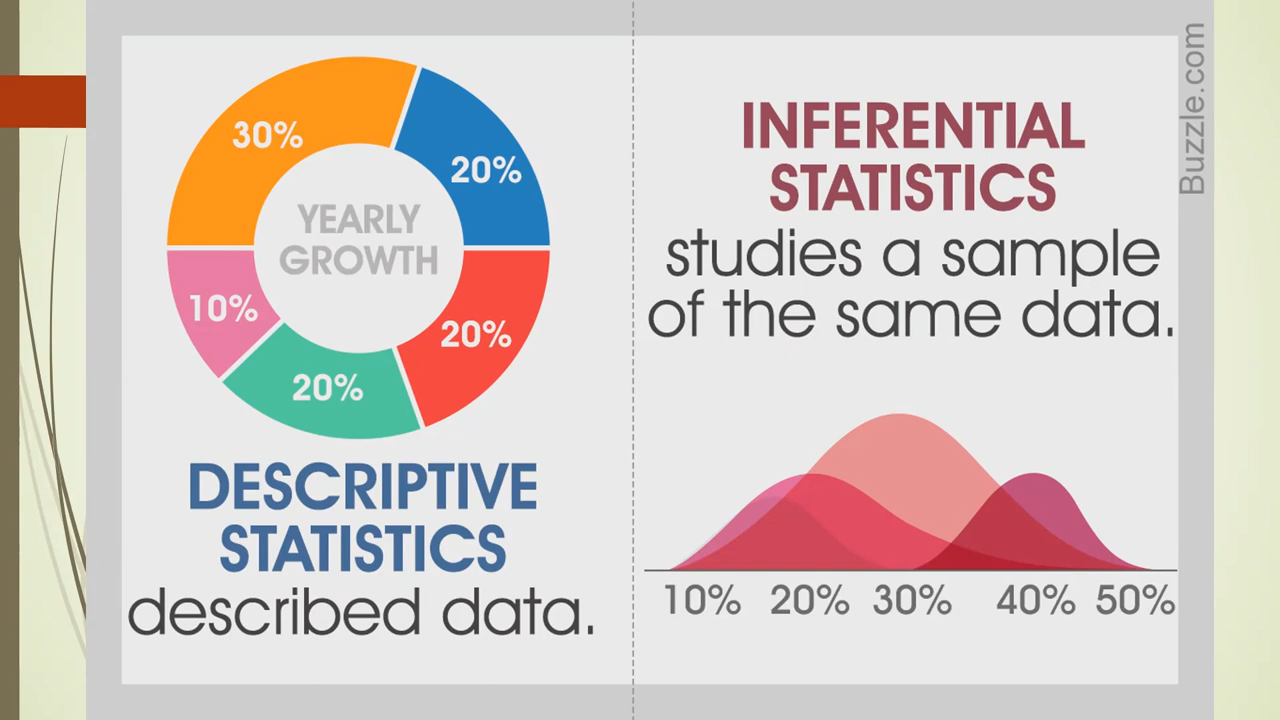 30%
20%
YEARLY
GROWTH
10%
20%
20%
DESCRIPTIVE
STATISTICS
described data.
INFERENTIAL
STATISTICS
studies a sample
of the same data.
10% 20% 30% 40% 50%
Buzzle.com